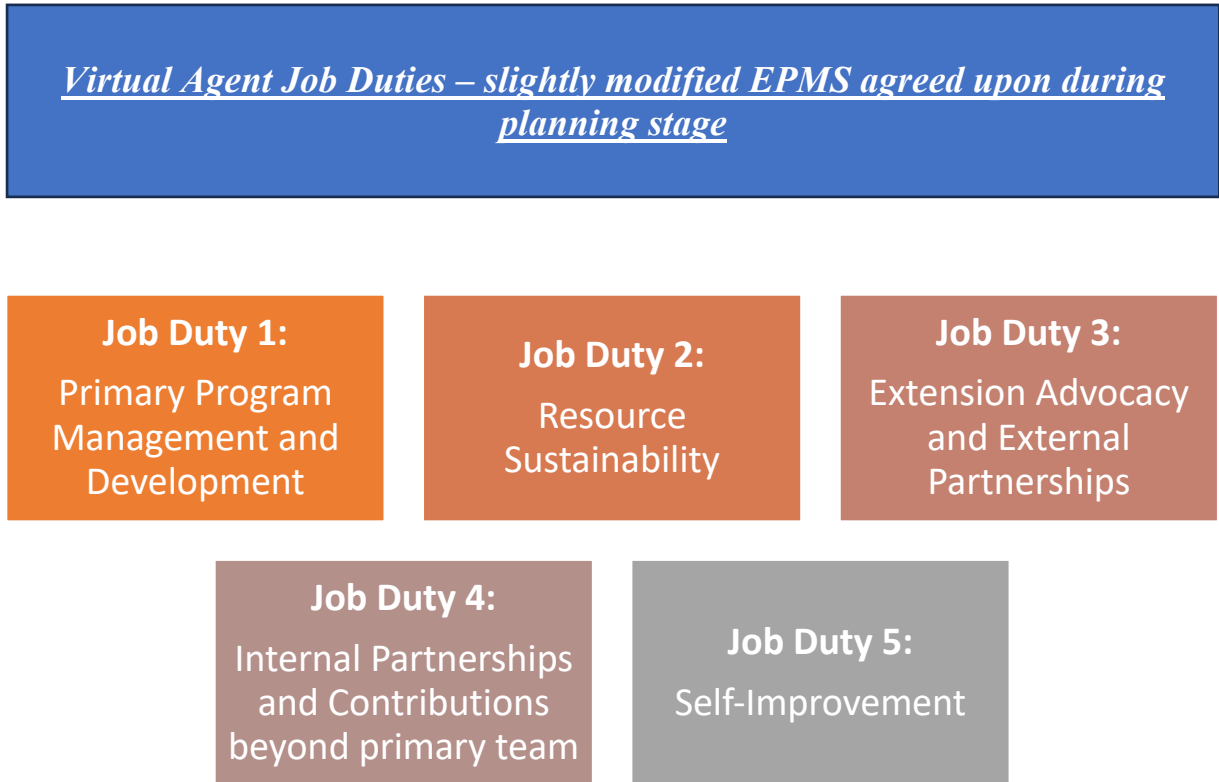 Virtual Agent Job Duties – slightly modified EPMS agreed upon during
planning stage
Job Duty 1:
Primary Program
Management and
Development
Job Duty 2:
Resource
Sustainability
Job Duty 3:
Extension Advocacy
and External
Partnerships
Job Duty 4:
Internal Partnerships
and Contributions
beyond primary team
Job Duty 5:
Self-Improvement